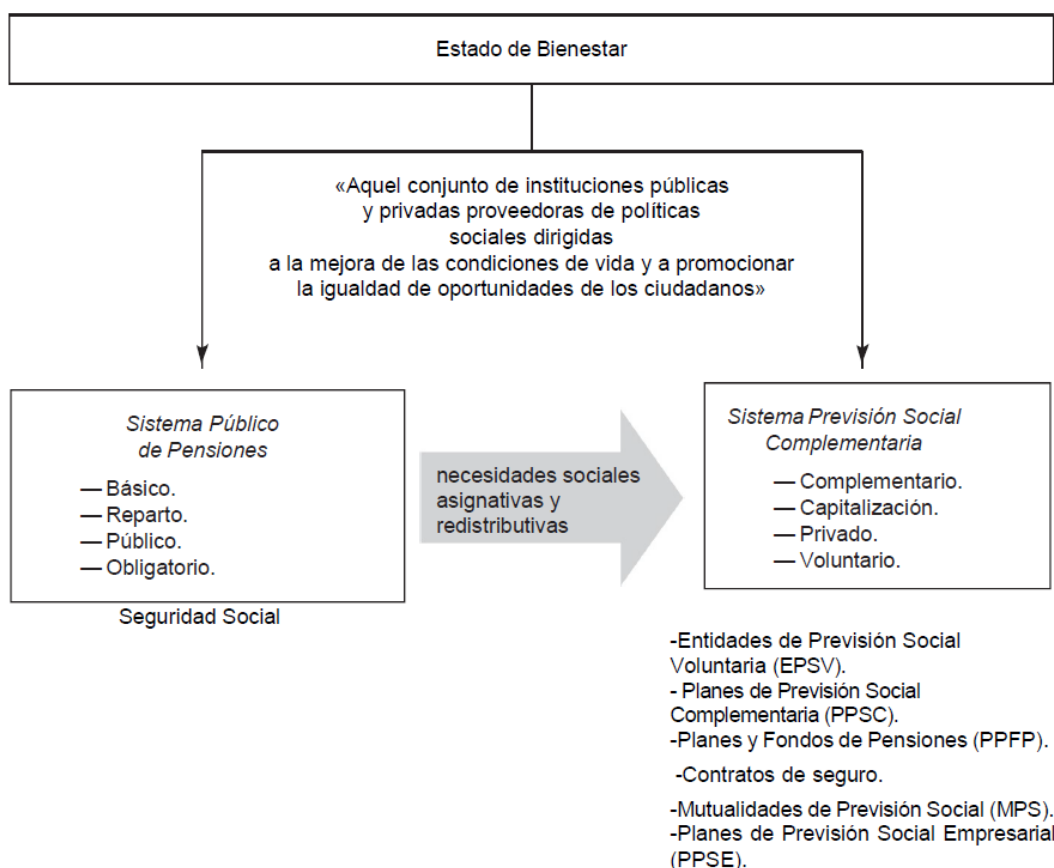 Estado de Bienestar
«Aquel conjunto de instituciones públicas
y privadas proveedoras de políticas
sociales dirigidas
a la mejora de las condiciones de vida y a promocionar
la igualdad de oportunidades de los ciudadanos»
Sistema Público
de Pensiones
— Básico.
— Reparto.
— Público.
— Obligatorio.
Seguridad Social
necesidades sociales
asignativas y
redistributivas
Sistema Previsión Social
Complementaria
— Complementario.
— Capitalización.
— Privado.
— Voluntario.
-Entidades de Previsión Social
Voluntaria (EPSV).
- Planes de Previsión Social
Complementaria (PPSC).
-Planes y Fondos de Pensiones (PPFP).
-Contratos de seguro.
-Mutualidades de Previsión Social (MPS).
-Planes de Previsión Social Empresarial
(PPSE).